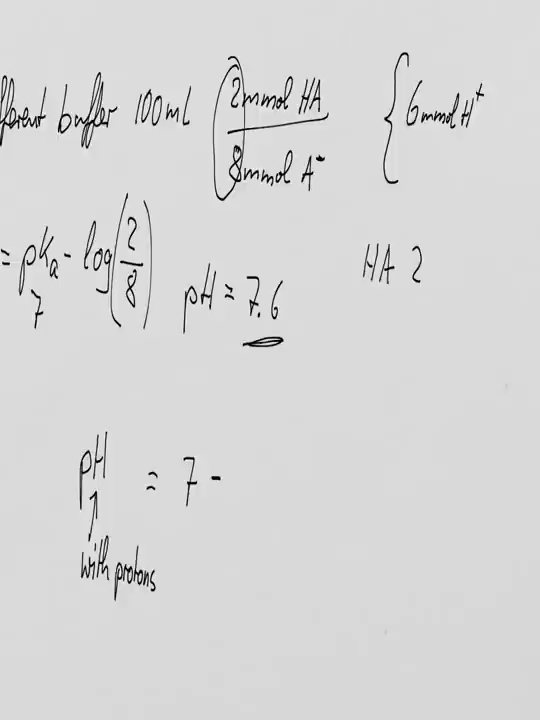 buffer 100ml 2mmol HA / 8mmol A⁻ { 6mmol H⁺
= pKa - log(2/8) pH = 7.6 HA 2
7
pH = 7 -
↑
with protons